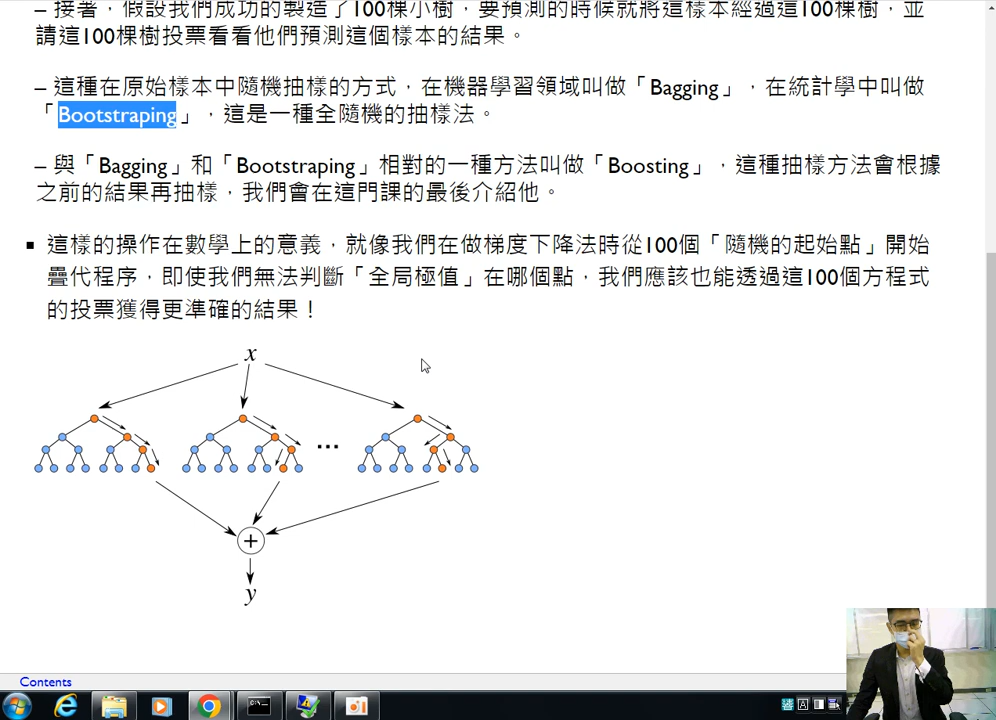 – 接著，假設我們成功的製造了100棵小樹，要預測的時候就將這樣本經過這100棵樹，並
請這100棵樹投票看看他們預測這個樣本的結果。
– 這種在原始樣本中隨機抽樣的方式，在機器學習領域叫做「Bagging」，在統計學中叫做
「Bootstraping」，這是一種全隨機的抽樣法。
– 與「Bagging」和「Bootstraping」相對的一種方法叫做「Boosting」，這種抽樣方法會根據
之前的結果再抽樣，我們會在這門課的最後介紹他。
▪ 這樣的操作在數學上的意義，就像我們在做梯度下降法時從100個「隨機的起始點」開始
疊代程序，即使我們無法判斷「全局極值」在哪個點，我們應該也能透過這100個方程式
的投票獲得更準確的結果！
x
...
+
y
Contents